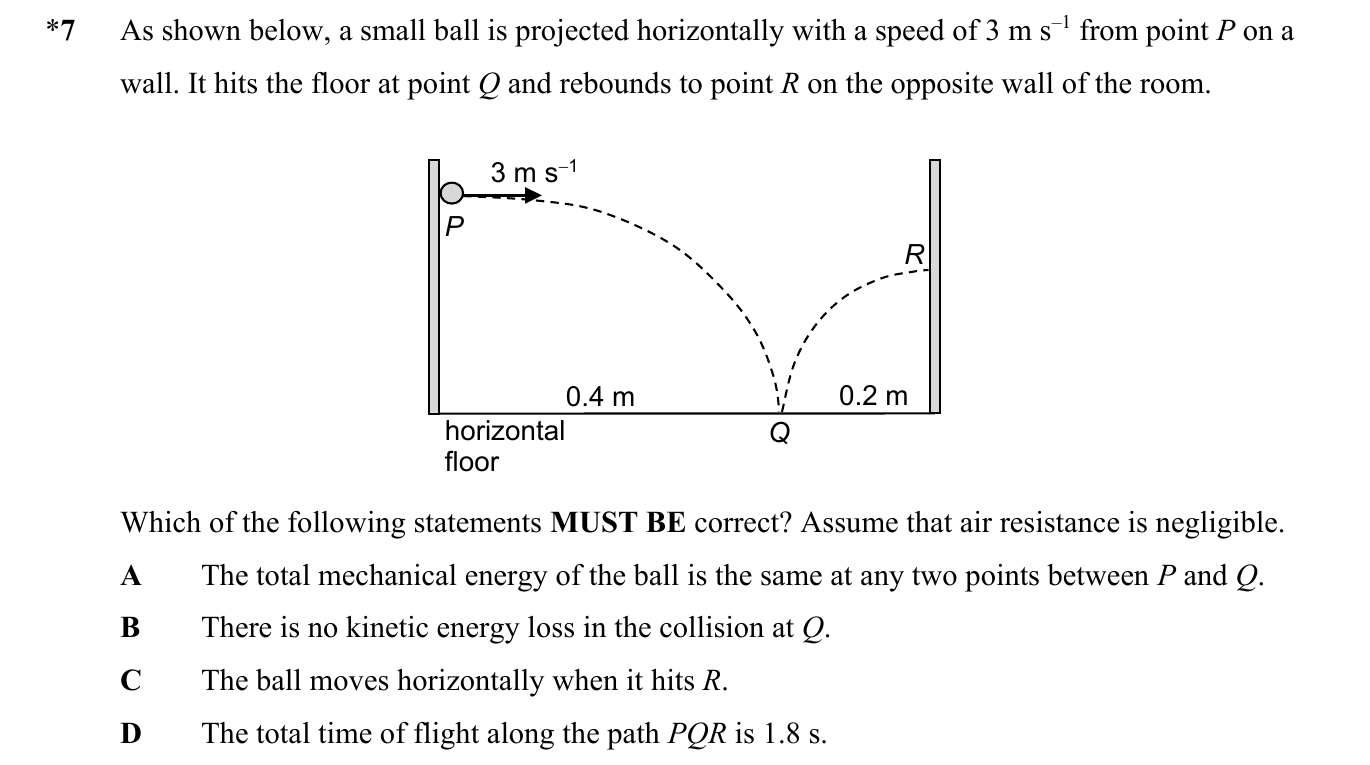 *7 As shown below, a small ball is projected horizontally with a speed of 3 m s⁻¹ from point P on a
wall. It hits the floor at point Q and rebounds to point R on the opposite wall of the room.
3 m s⁻¹
P
R
0.4 m
0.2 m
horizontal
floor
Q
Which of the following statements MUST BE correct? Assume that air resistance is negligible.
A The total mechanical energy of the ball is the same at any two points between P and Q.
B There is no kinetic energy loss in the collision at Q.
C The ball moves horizontally when it hits R.
D The total time of flight along the path PQR is 1.8 s.